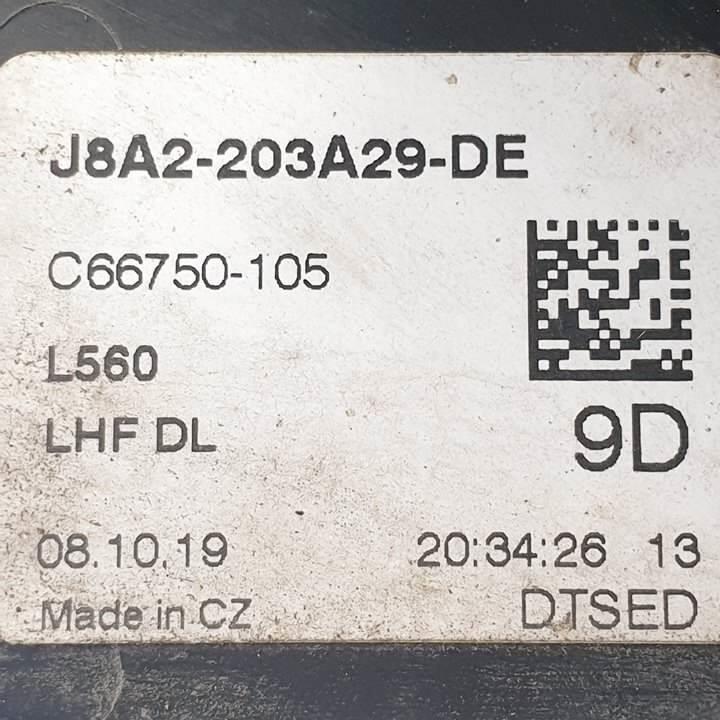 J8A2-203A29-DE
C66750-105
L560
LHF DL
9D
08.10.19 20:34:26 13
Made in CZ DTSED